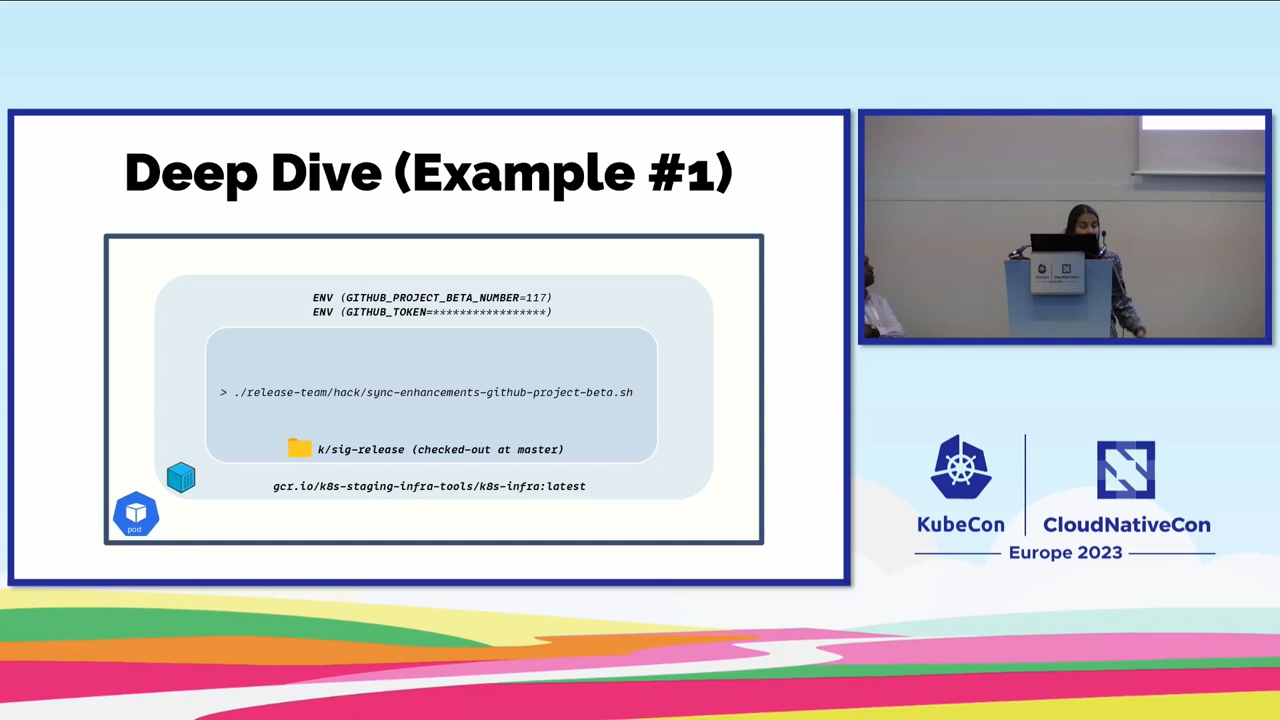 Deep Dive (Example #1)
ENV (GITHUB_PROJECT_BETA_NUMBER=117)
ENV (GITHUB_TOKEN=*****************)
> ./release-team/hack/sync-enhancements-github-project-beta.sh
k/sig-release (checked-out at master)
gcr.io/k8s-staging-infra-tools/k8s-infra:latest
pod
KubeCon
CloudNativeCon
Europe 2023